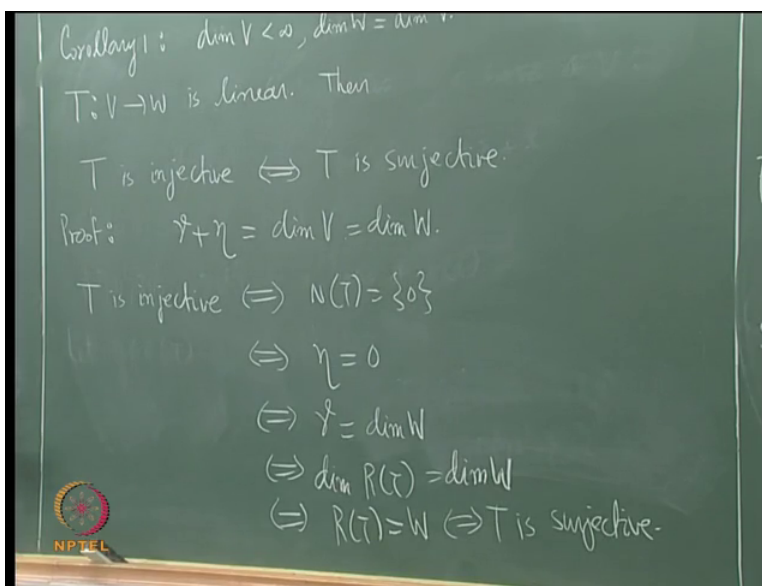 Corollary 1: dim V < ∞, dim W = dim V.
T: V → W is linear. Then
T is injective ⇔ T is surjective.
Proof: r + η = dim V = dim W.
T is injective ⇔ N(T) = {0}
⇔ η = 0
⇔ r = dim W
⇔ dim R(T) = dim W
⇔ R(T) = W ⇔ T is surjective.
NPTEL